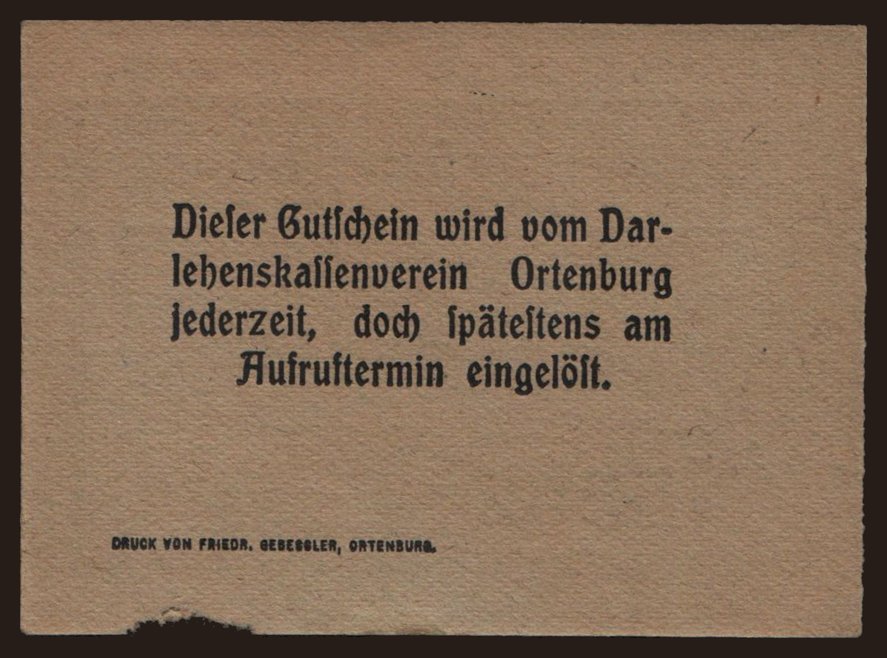 Dieſer Gutſchein wird vom Dar-
lehenskaſſenverein Ortenburg
jederzeit, doch ſpäteſtens am
Aufruftermin eingelöſt.
DRUCK VON FRIEDR. GEBESSLER, ORTENBURG.